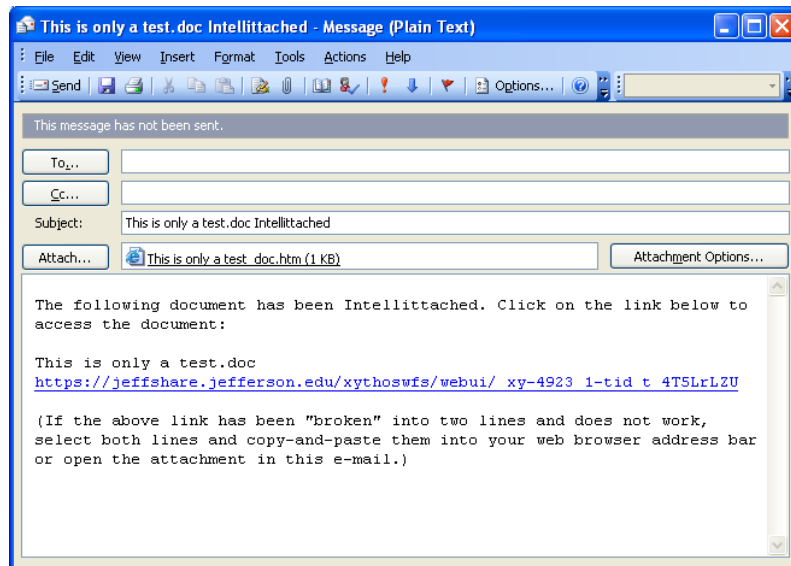 This is only a test.doc Intellittached - Message (Plain Text)
File Edit View Insert Format Tools Actions Help
Send Options...
This message has not been sent.
To...
Cc...
Subject: This is only a test.doc Intellittached
Attach... This is only a test_doc.htm (1 KB) Attachment Options...
The following document has been Intellittached. Click on the link below to
access the document:
This is only a test.doc
https://jeffshare.jefferson.edu/xythoswfs/webui/_xy-4923_1-tid_t_4T5LrLZU
(If the above link has been "broken" into two lines and does not work,
select both lines and copy-and-paste them into your web browser address bar
or open the attachment in this e-mail.)